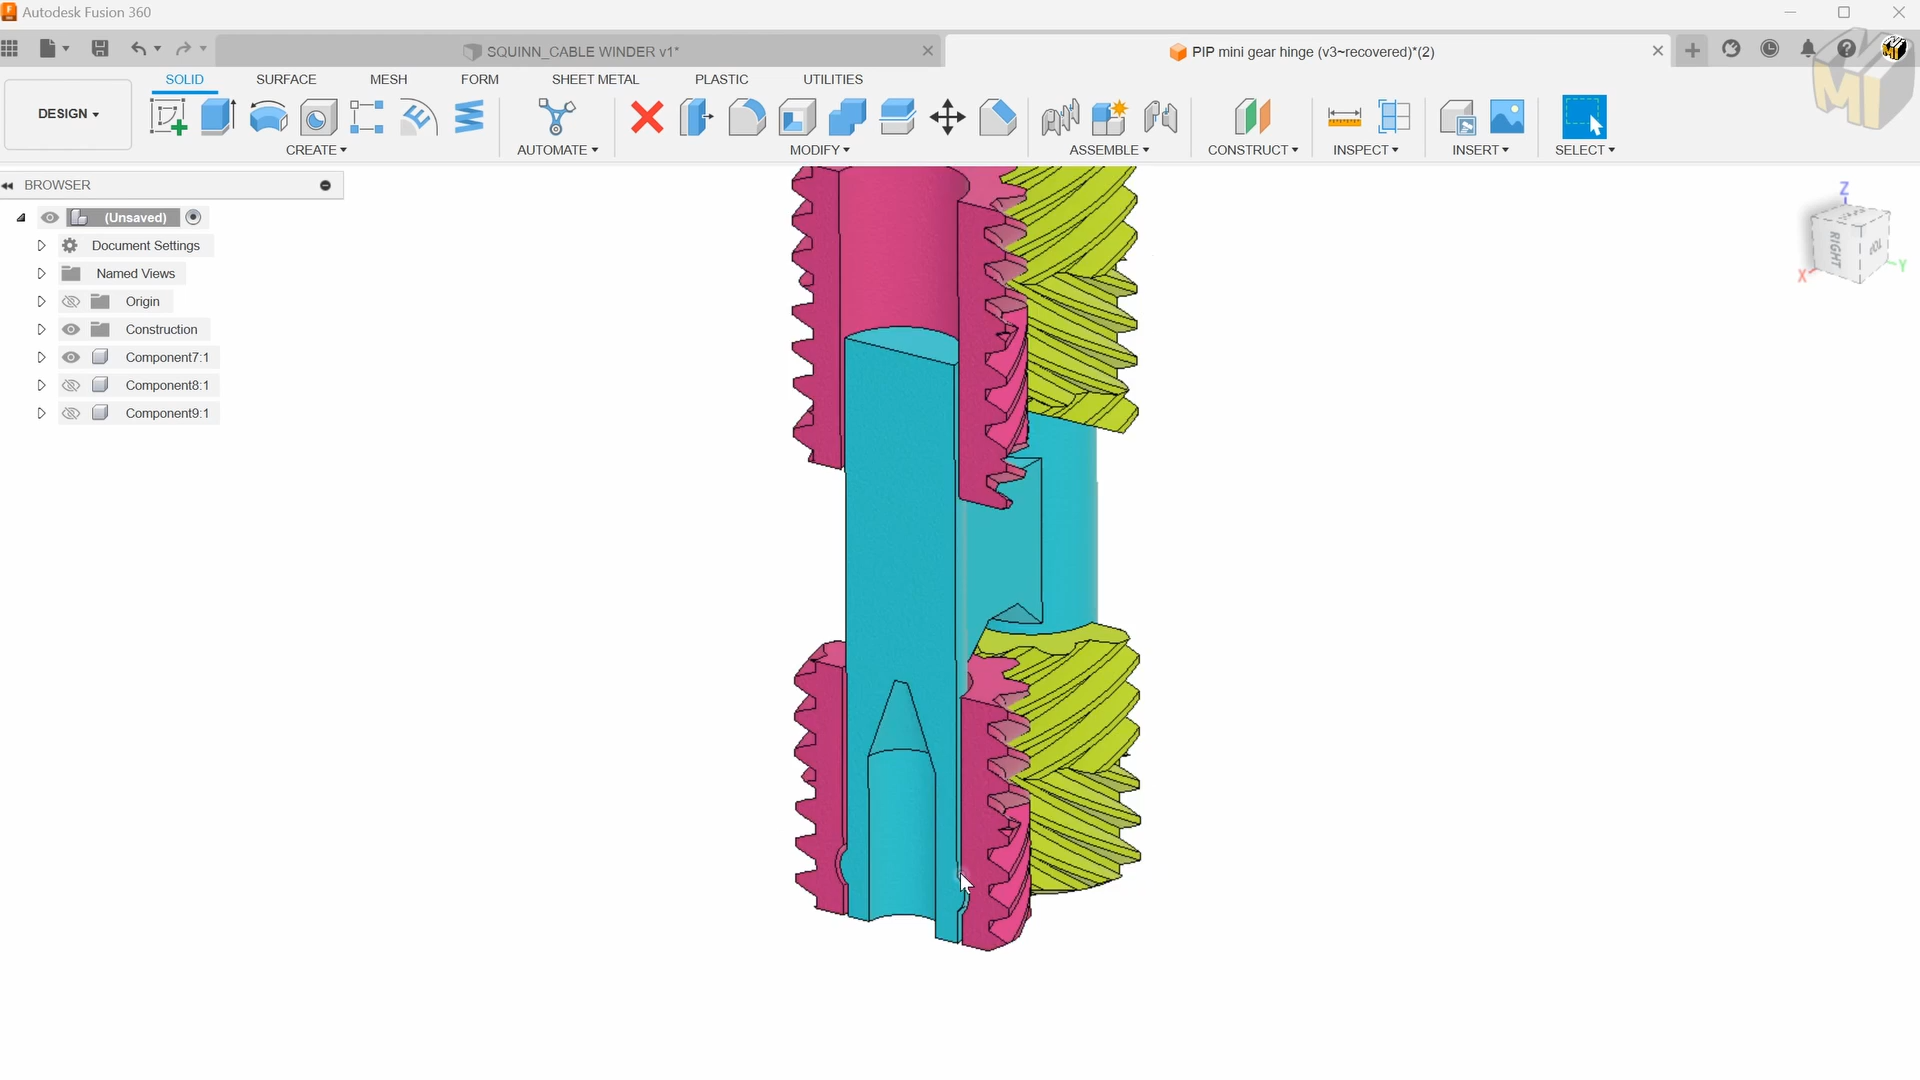 Autodesk Fusion 360
SQUINN_CABLE WINDER v1*
PIP mini gear hinge (v3~recovered)*(2)
MI
SOLID
SURFACE
MESH
FORM
SHEET METAL
PLASTIC
UTILITIES
DESIGN
CREATE
AUTOMATE
MODIFY
ASSEMBLE
CONSTRUCT
INSPECT
INSERT
SELECT
BROWSER
(Unsaved)
Document Settings
Named Views
Origin
Construction
Component7:1
Component8:1
Component9:1
Z
RIGHT
TOP
X
Y